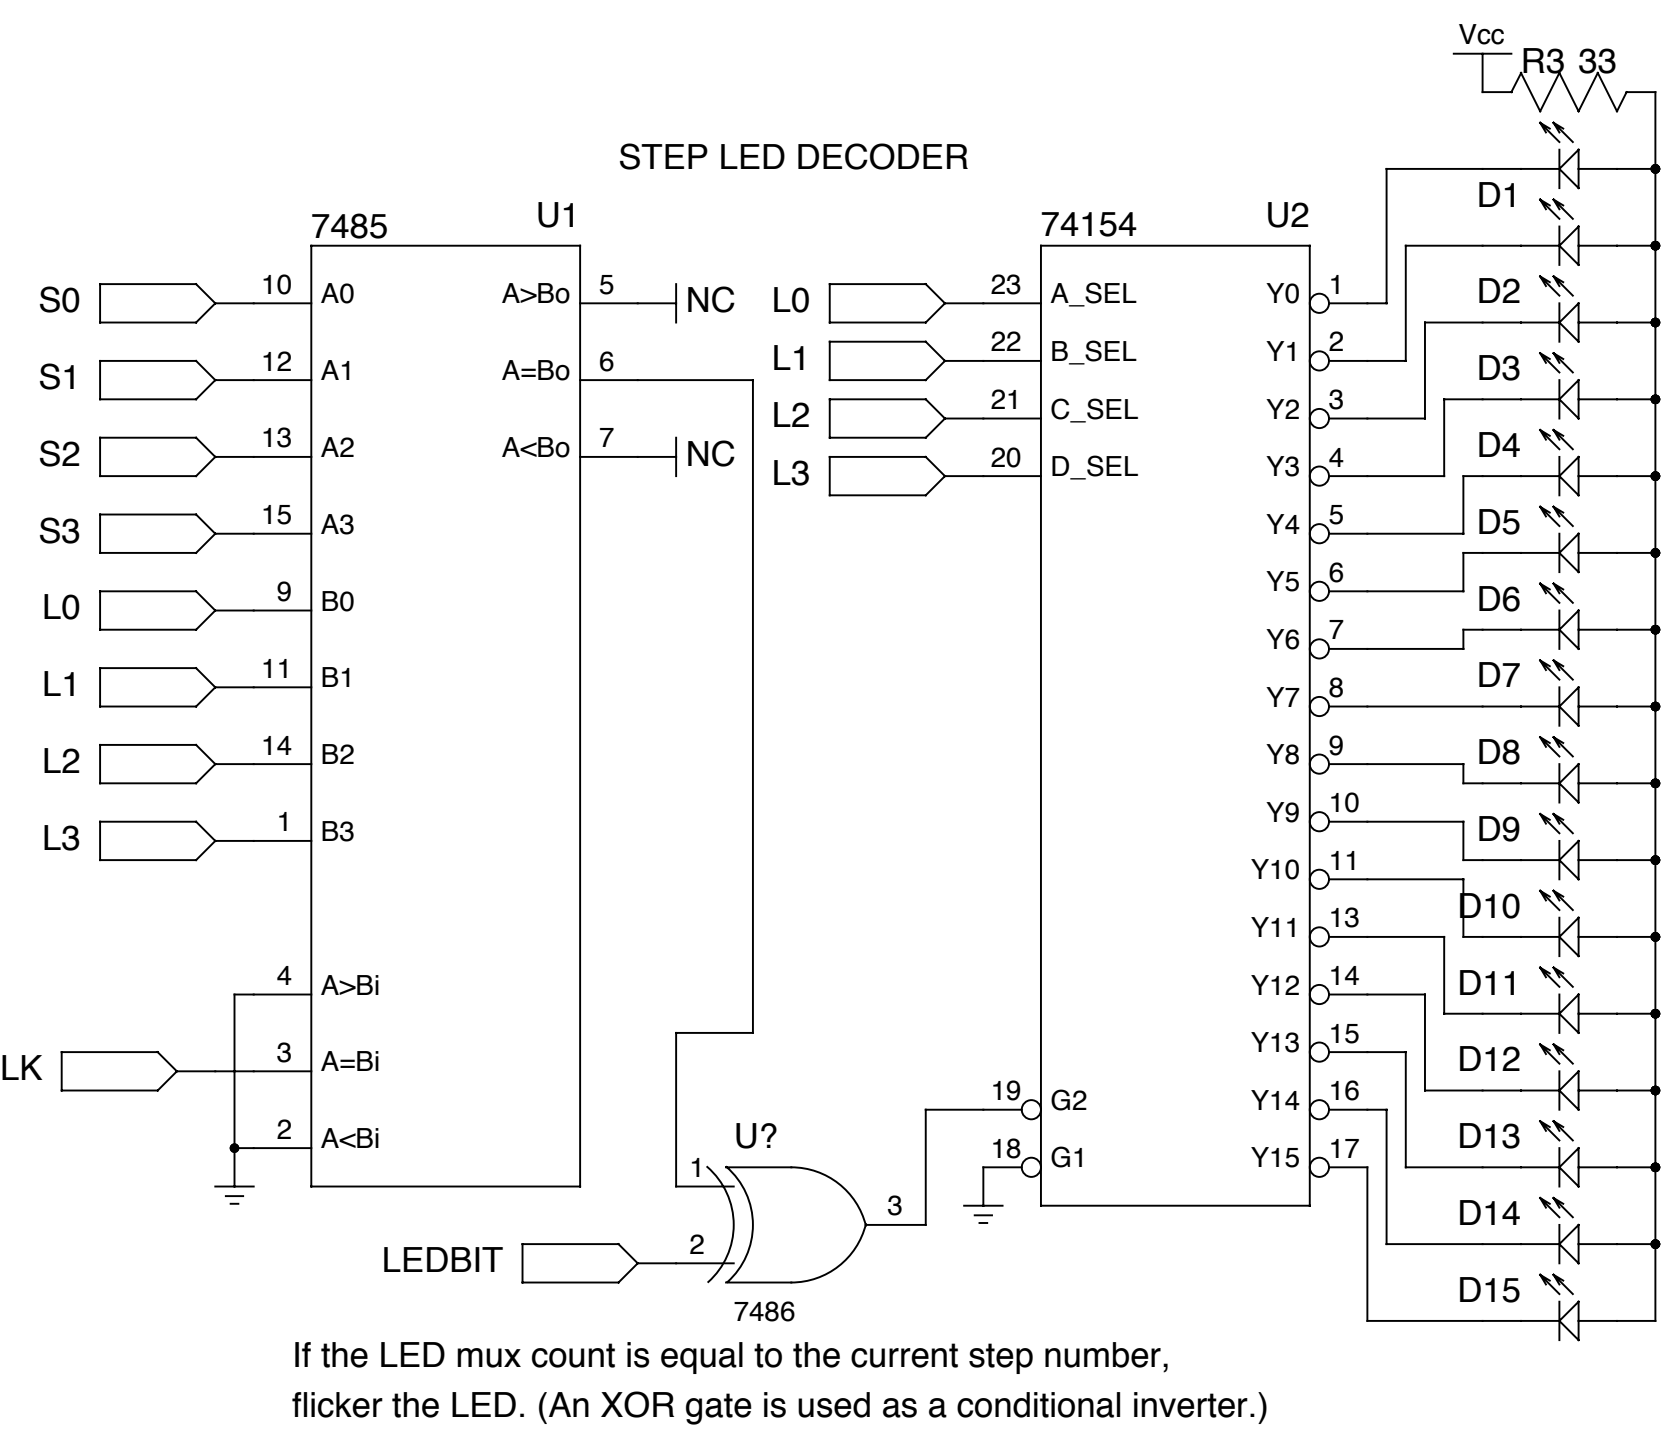 Vcc
R3 33
STEP LED DECODER
7485 U1
S0 10 A0
S1 12 A1
S2 13 A2
S3 15 A3
L0 9 B0
L1 11 B1
L2 14 B2
L3 1 B3
4 A>Bi
LK 3 A=Bi
2 A<Bi
A>Bo 5 NC
A=Bo 6
A<Bo 7 NC
74154 U2
L0 23 A_SEL
L1 22 B_SEL
L2 21 C_SEL
L3 20 D_SEL
19 G2
18 G1
Y0 1
Y1 2
Y2 3
Y3 4
Y4 5
Y5 6
Y6 7
Y7 8
Y8 9
Y9 10
Y10 11
Y11 13
Y12 14
Y13 15
Y14 16
Y15 17
D1
D2
D3
D4
D5
D6
D7
D8
D9
D10
D11
D12
D13
D14
D15
U?
1
LEDBIT 2
3
7486
If the LED mux count is equal to the current step number,
flicker the LED. (An XOR gate is used as a conditional inverter.)